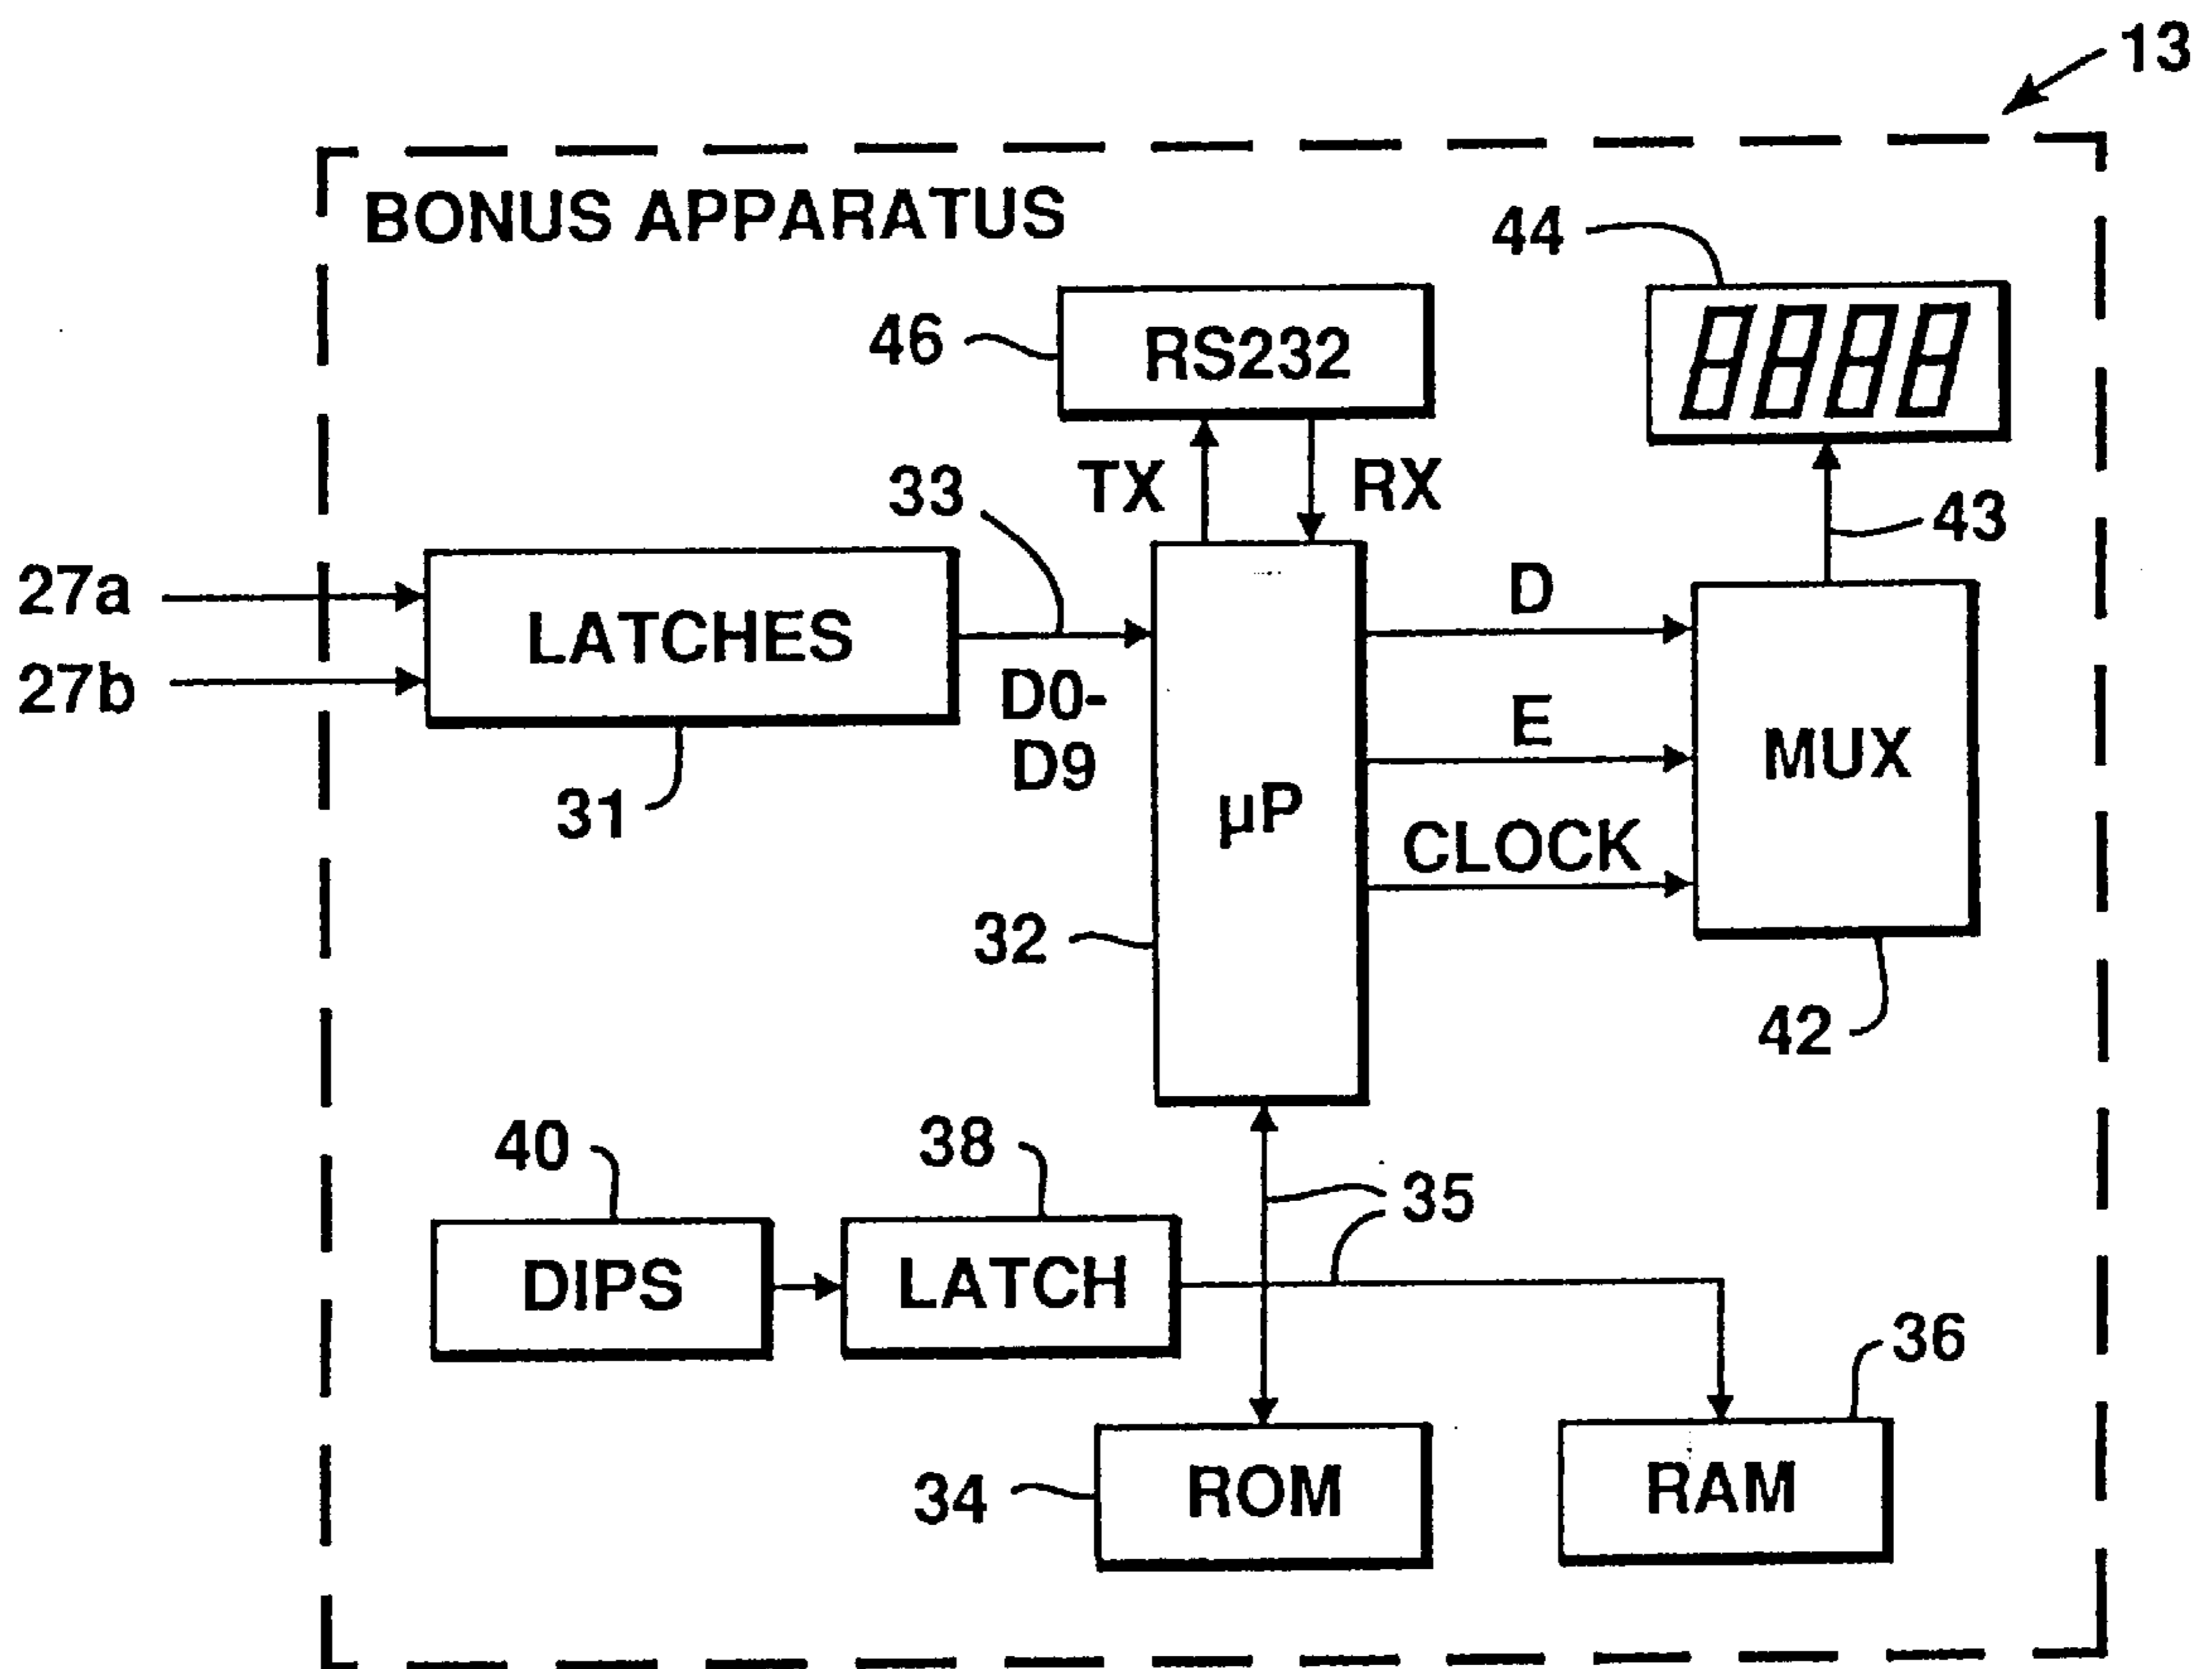 13
BONUS APPARATUS
44
46
RS232
8888
33
TX
RX
43
27a
27b
LATCHES
D0-
D9
31
D
E
CLOCK
µP
MUX
32
42
40
38
35
DIPS
LATCH
36
34
ROM
RAM